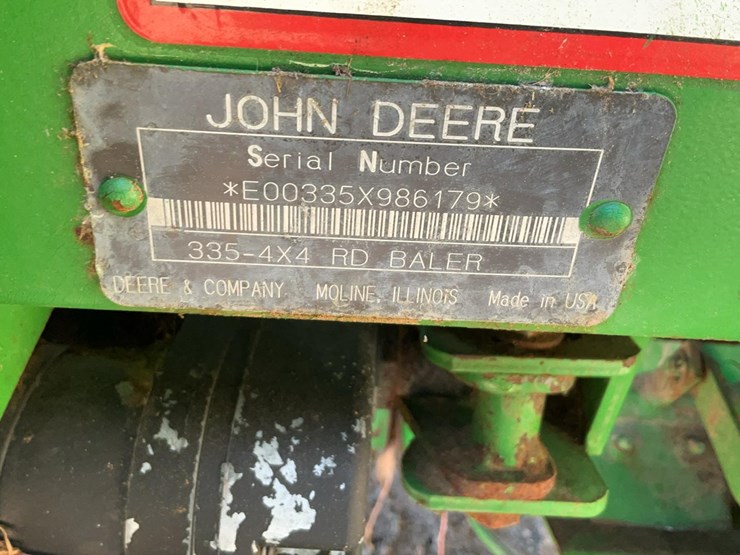 JOHN DEERE
Serial Number
*E00335X986179*
335-4X4 RD BALER
DEERE & COMPANY MOLINE, ILLINOIS Made in USA